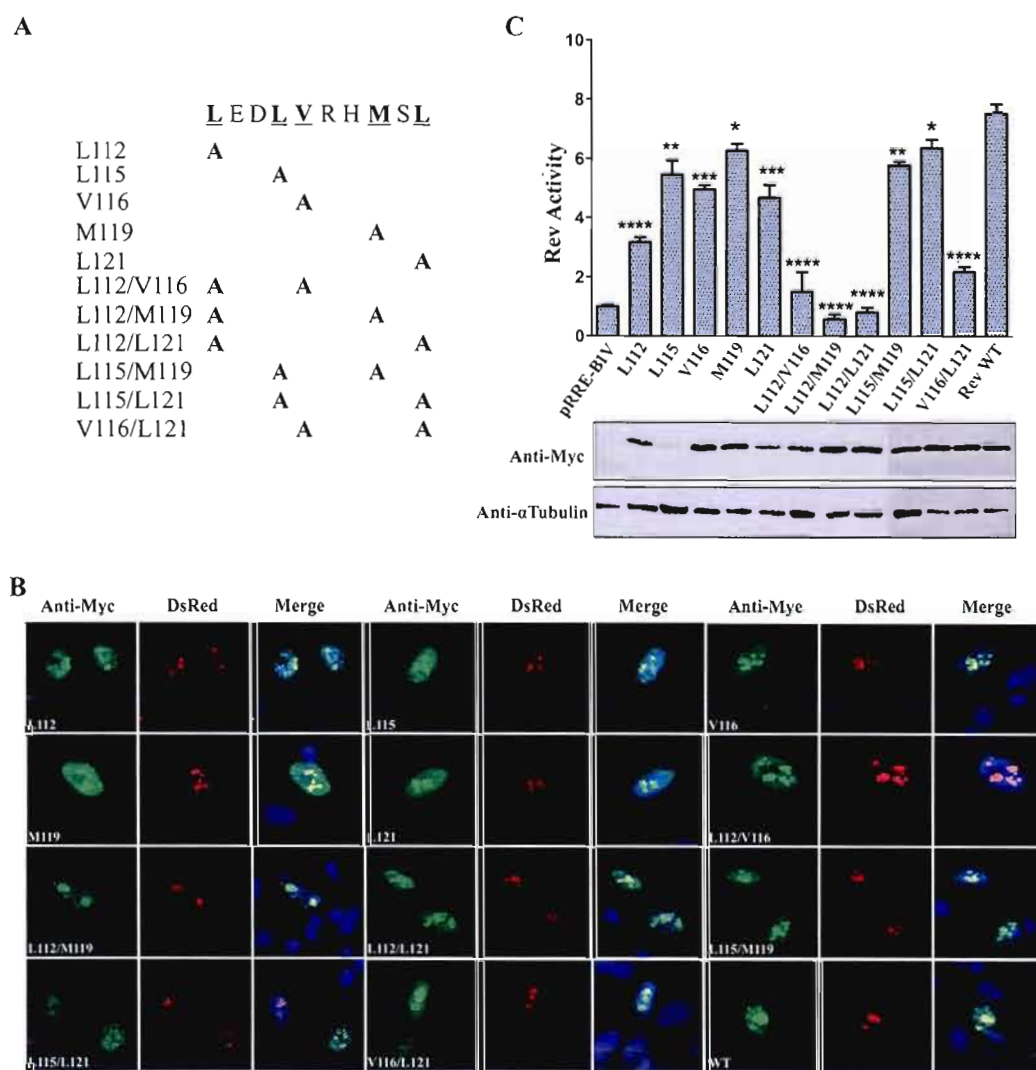 A
L E D L V R H M S L
L112 A
L115 A
V116 A
M119 A
L121 A
L112/V116 A A
L112/M119 A A
L112/L121 A A
L115/M119 A A
L115/L121 A A
V116/L121 A A
C
Rev Activity
10
8
6
4
2
0
**** ** *** * *** **** **** **** ** * ****
pRRE-BIV
L112
L115
V116
M119
L121
L112/V116
L112/M119
L112/L121
L115/M119
L115/L121
V116/L121
Rev WT
Anti-Myc
Anti-αTubulin
B
Anti-Myc DsRed Merge Anti-Myc DsRed Merge Anti-Myc DsRed Merge
L112 L115 V116
M119 L121 L112/V116
L112/M119 L112/L121 L115/M119
L115/L121 V116/L121 WT